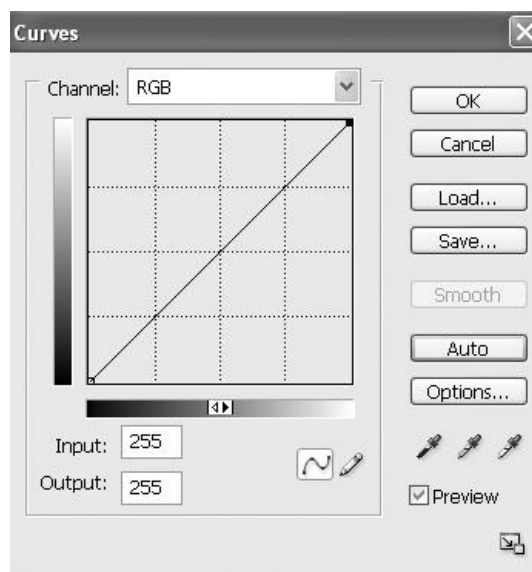 Curves
Channel: RGB
OK
Cancel
Load...
Save...
Smooth
Auto
Options...
Input: 255
Output: 255
Preview